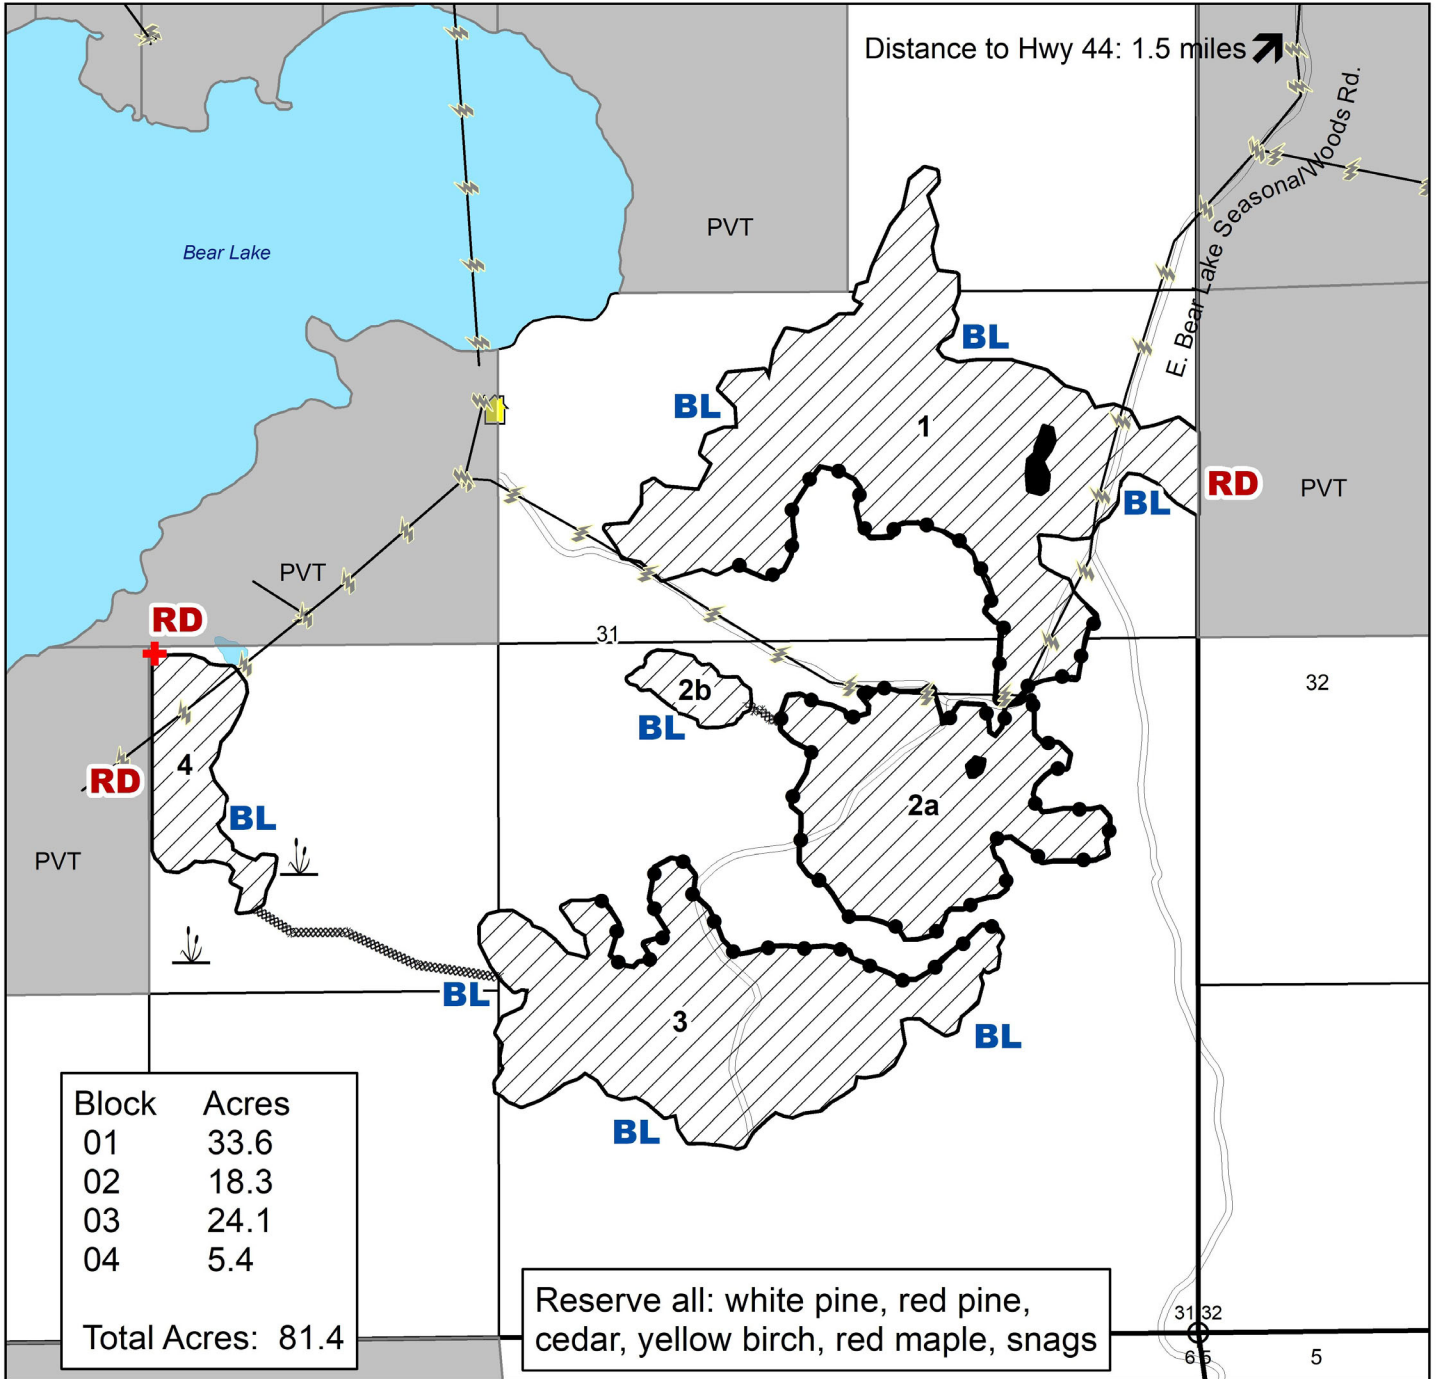 Distance to Hwy 44: 1.5 miles
E. Bear Lake Seasona/Woods Rd.
PVT
Bear Lake
BL
BL
1
RD
PVT
BL
PVT
RD
31
32
2b
BL
4
RD
2a
BL
PVT
BL
3
BL
BL
Block Acres
01 33.6
02 18.3
03 24.1
04 5.4
Total Acres: 81.4
Reserve all: white pine, red pine,
cedar, yellow birch, red maple, snags
31 32
6 5
5